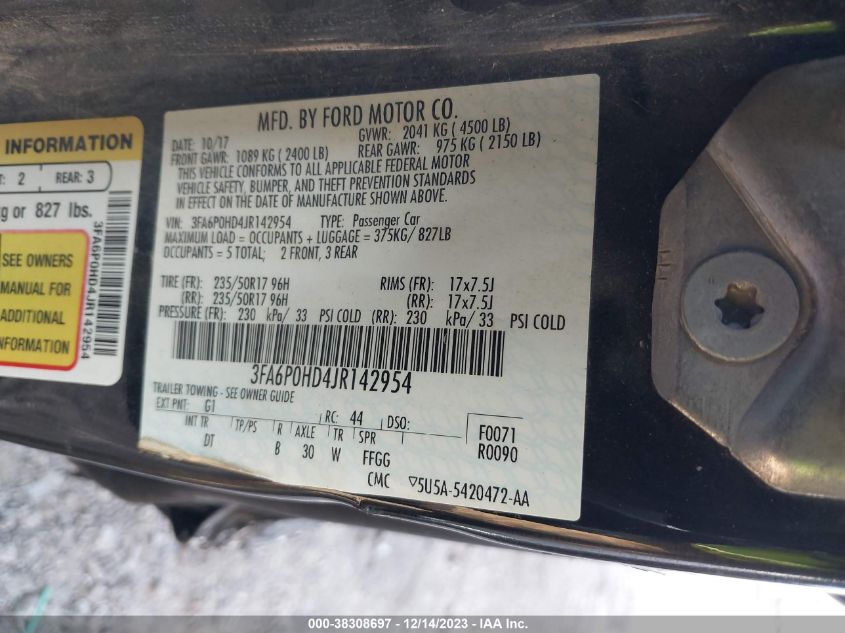 INFORMATION
: 2 REAR: 3
kg or 827 lbs.
SEE OWNERS
MANUAL FOR
ADDITIONAL
INFORMATION
3FA6P0HD4JR142954
MFD. BY FORD MOTOR CO.
DATE: 10/17 GVWR: 2041 KG ( 4500 LB)
FRONT GAWR: 1089 KG ( 2400 LB) REAR GAWR: 975 KG ( 2150 LB)
THIS VEHICLE CONFORMS TO ALL APPLICABLE FEDERAL MOTOR
VEHICLE SAFETY, BUMPER, AND THEFT PREVENTION STANDARDS
IN EFFECT ON THE DATE OF MANUFACTURE SHOWN ABOVE.
VIN: 3FA6P0HD4JR142954 TYPE: Passenger Car
MAXIMUM LOAD = OCCUPANTS + LUGGAGE = 375KG/ 827LB
OCCUPANTS = 5 TOTAL; 2 FRONT, 3 REAR
TIRE (FR): 235/50R17 96H RIMS (FR): 17x7.5J
(RR): 235/50R17 96H (RR): 17x7.5J
PRESSURE (FR): 230 kPa/ 33 PSI COLD (RR): 230 kPa/ 33 PSI COLD
3FA6P0HD4JR142954
TRAILER TOWING - SEE OWNER GUIDE
EXT PNT: G1 RC: 44 DSO: F0071
INT TR TP/PS R AXLE TR SPR R0090
DT B 30 W FFGG
CMC ▽5U5A-5420472-AA
000-38308697 - 12/14/2023 - IAA Inc.